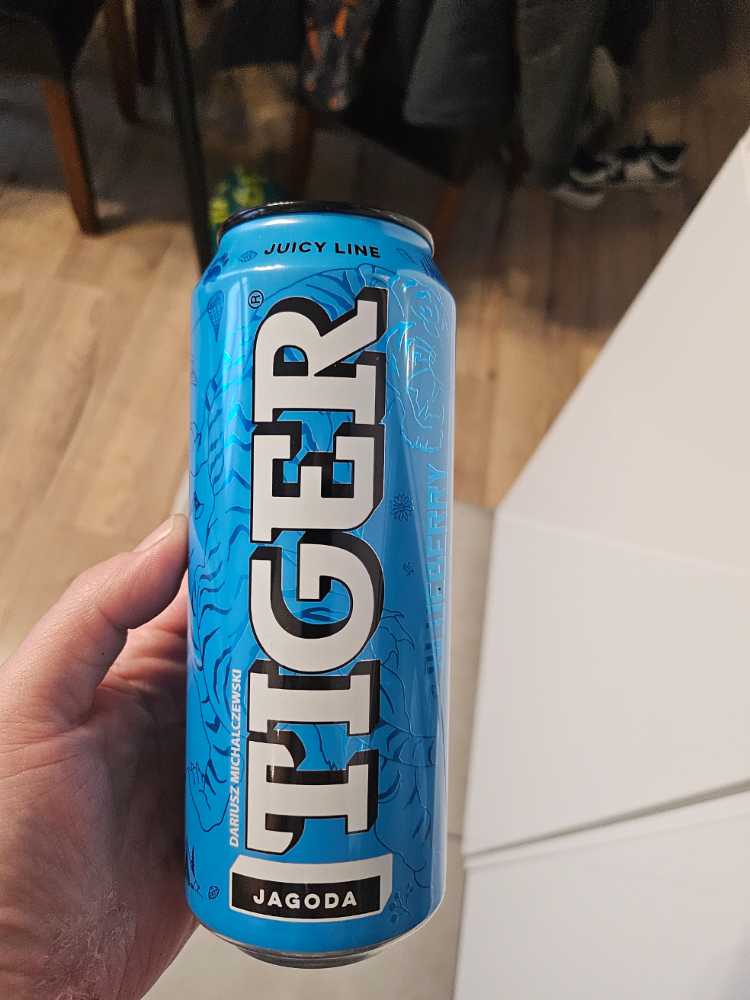 JUICY LINE
TIGER®
DARIUSZ MICHALCZEWSKI
JAGODA
BLUEBERRY